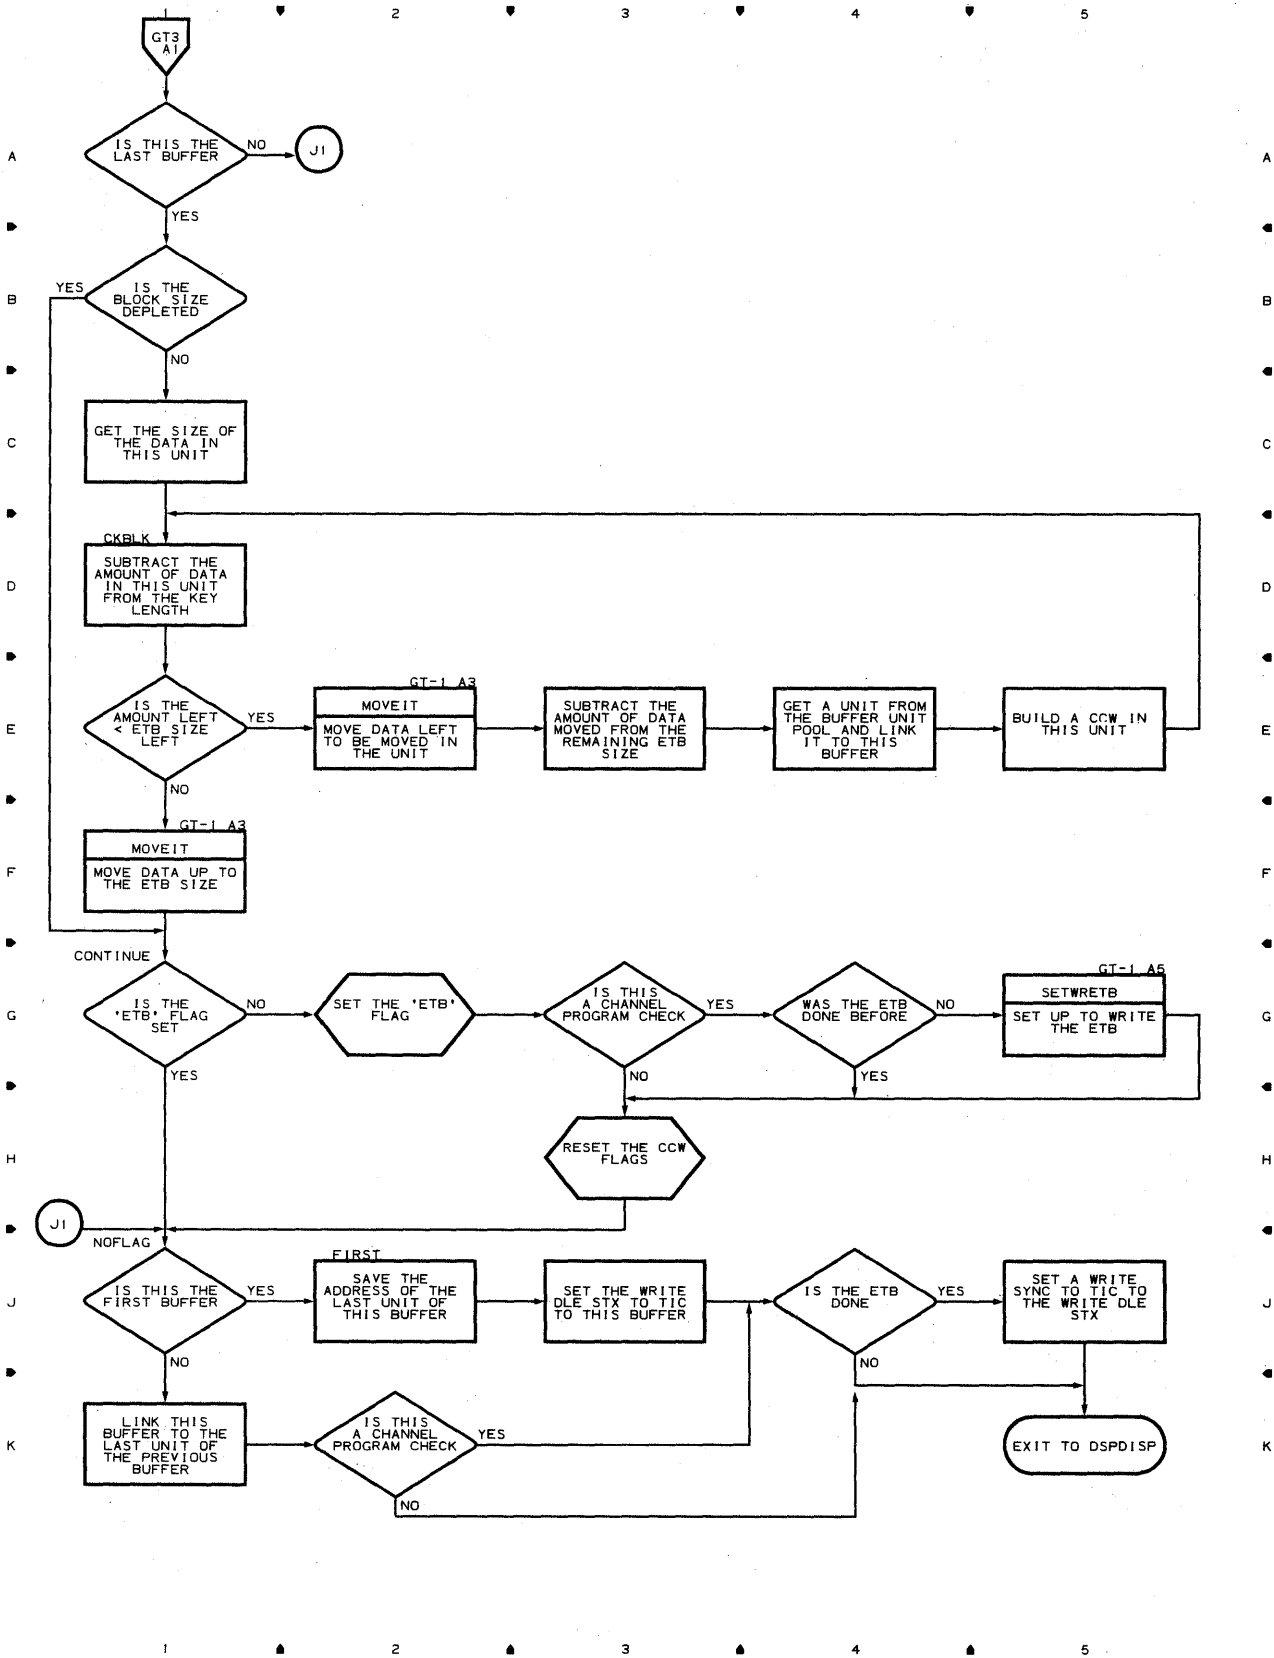 1 2 3 4 5
GT3
A1
IS THIS THE
LAST BUFFER
NO
J1
A A
YES
IS THE
BLOCK SIZE
DEPLETED
YES
B B
NO
GET THE SIZE OF
THE DATA IN
THIS UNIT
C C
CKBLK
SUBTRACT THE
AMOUNT OF DATA
IN THIS UNIT
FROM THE KEY
LENGTH
D D
IS THE
AMOUNT LEFT
< ETB SIZE
LEFT
YES
GT-1 A3
MOVEIT
MOVE DATA LEFT
TO BE MOVED IN
THE UNIT
SUBTRACT THE
AMOUNT OF DATA
MOVED FROM THE
REMAINING ETB
SIZE
GET A UNIT FROM
THE BUFFER UNIT
POOL AND LINK
IT TO THIS
BUFFER
BUILD A CCW IN
THIS UNIT
E E
NO
GT-1 A3
MOVEIT
MOVE DATA UP TO
THE ETB SIZE
F F
CONTINUE
IS THE
'ETB' FLAG
SET
NO
SET THE 'ETB'
FLAG
IS THIS
A CHANNEL
PROGRAM CHECK
YES
WAS THE ETB
DONE BEFORE
NO
GT-1 A5
SETWRETB
SET UP TO WRITE
THE ETB
G G
YES
NO
YES
RESET THE CCW
FLAGS
H H
J1
NOFLAG
IS THIS THE
FIRST BUFFER
YES
FIRST
SAVE THE
ADDRESS OF THE
LAST UNIT OF
THIS BUFFER
SET THE WRITE
DLE STX TO TIC
TO THIS BUFFER
IS THE ETB
DONE
YES
SET A WRITE
SYNC TO TIC TO
THE WRITE DLE
STX
J J
NO
NO
LINK THIS
BUFFER TO THE
LAST UNIT OF
THE PREVIOUS
BUFFER
IS THIS
A CHANNEL
PROGRAM CHECK
YES
EXIT TO DSPDISP
K K
NO
1 2 3 4 5